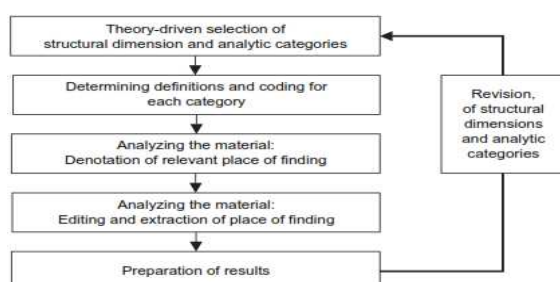 Theory-driven selection of
structural dimension and analytic categories
Determining definitions and coding for
each category
Analyzing the material:
Denotation of relevant place of finding
Analyzing the material:
Editing and extraction of place of finding
Preparation of results
Revision,
of structural
dimensions
and analytic
categories